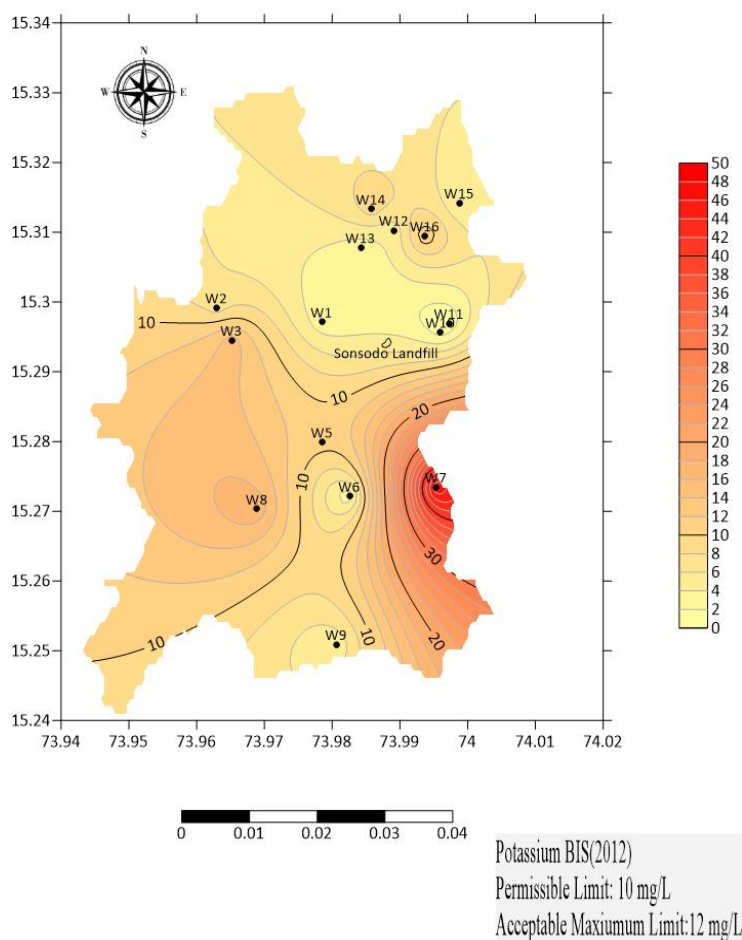 15.34
15.33
15.32
15.31
15.3
15.29
15.28
15.27
15.26
15.25
15.24
N
W E
S
W15
W14
W12
W16
W13
W2
W1
W11
W1
W3
Sonsodo Landfill
10
10
20
W5
10
W6
W7
W8
30
10
W9
10
20
73.94 73.95 73.96 73.97 73.98 73.99 74 74.01 74.02
50
48
46
44
42
40
38
36
34
32
30
28
26
24
22
20
18
16
14
12
10
8
6
4
2
0
0 0.01 0.02 0.03 0.04
Potassium BIS(2012)
Permissible Limit: 10 mg/L
Acceptable Maxiumum Limit:12 mg/L